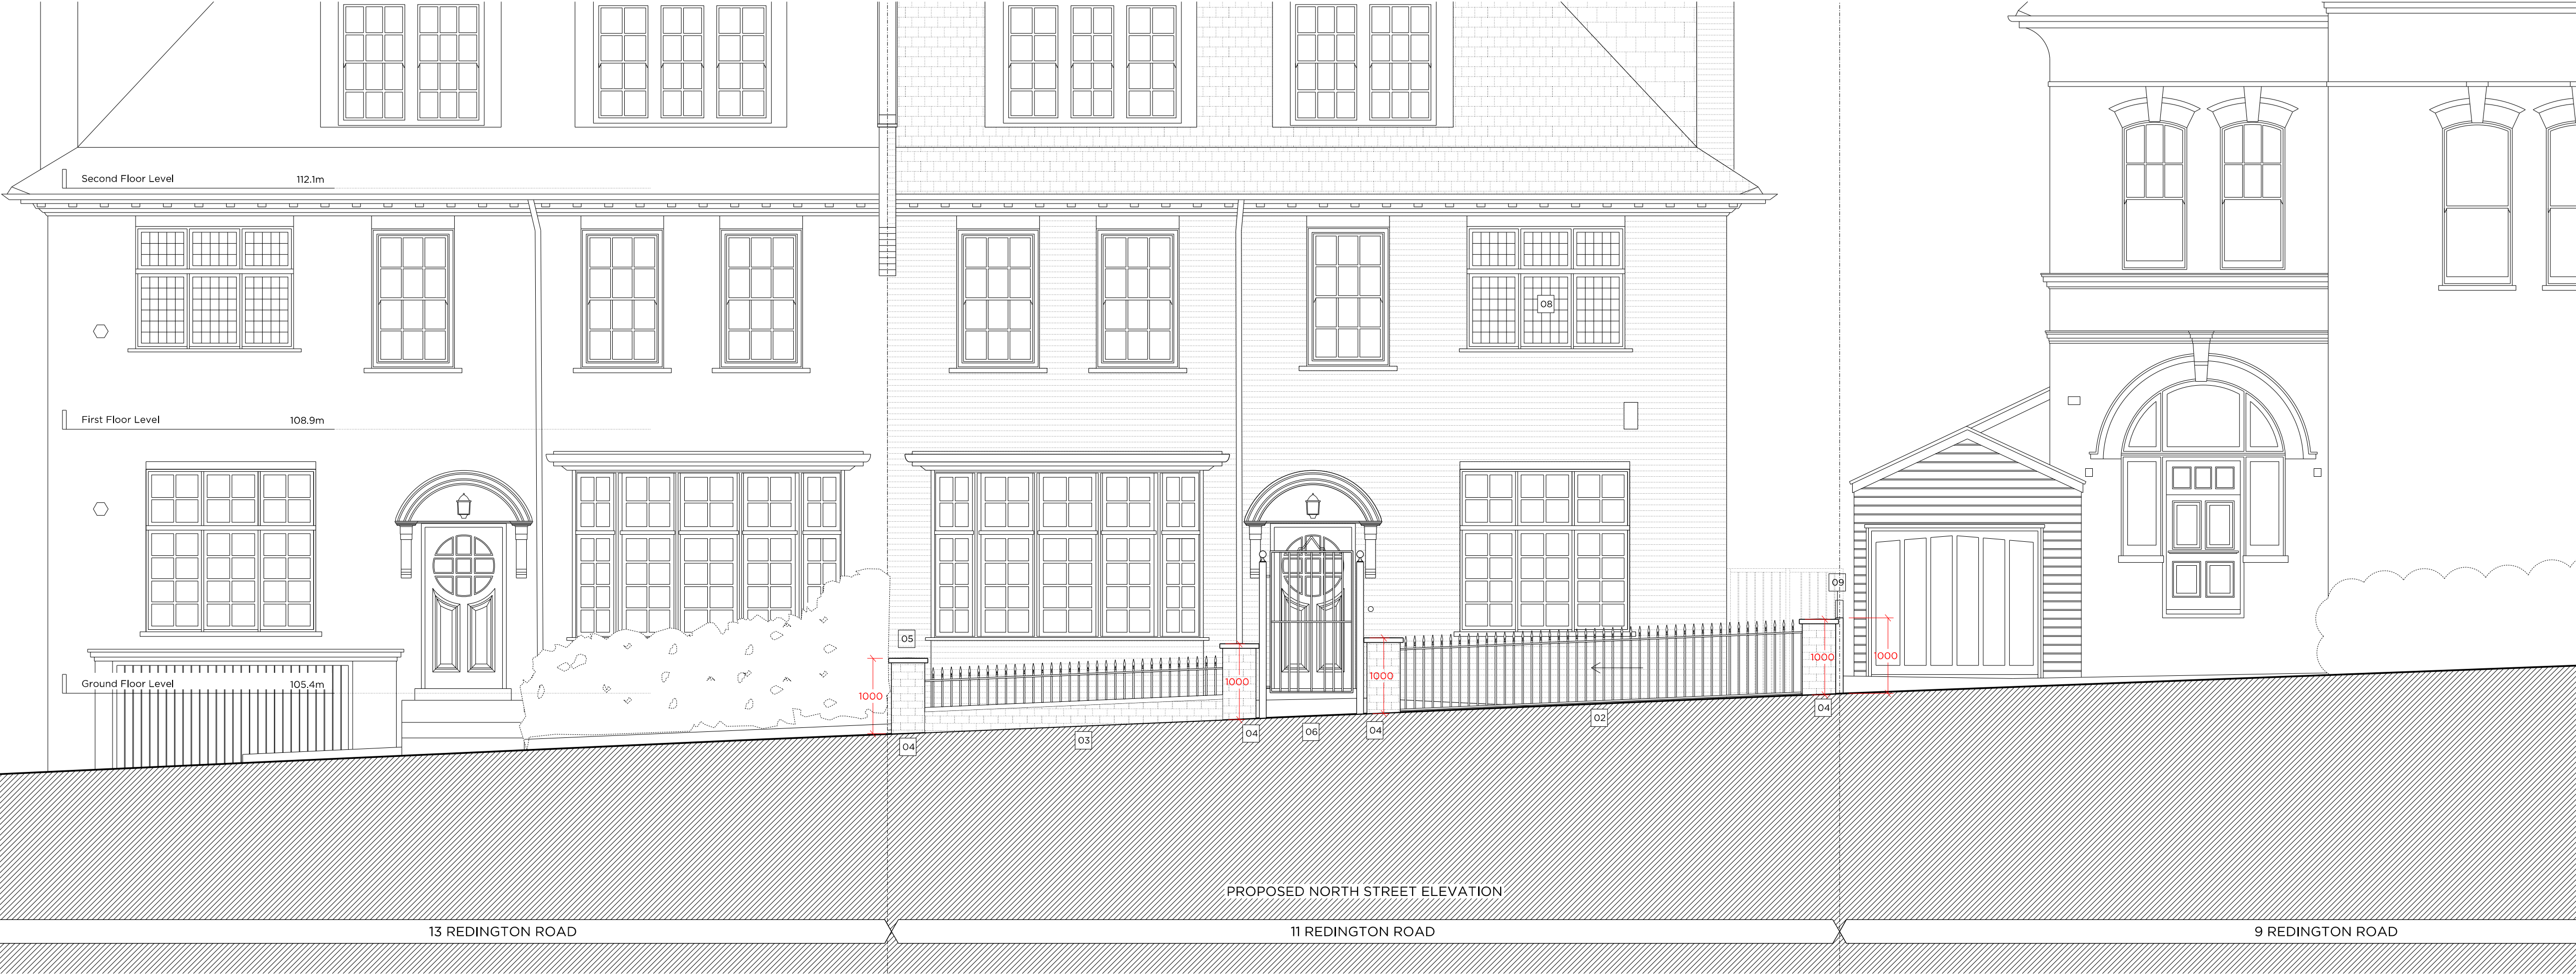 Second Floor Level 112.1m
08
First Floor Level 108.9m
09
05
1000
1000
Ground Floor Level 105.4m
1000
1000
1000
04
02
04
03
04
06
04
PROPOSED NORTH STREET ELEVATION
13 REDINGTON ROAD
11 REDINGTON ROAD
9 REDINGTON ROAD